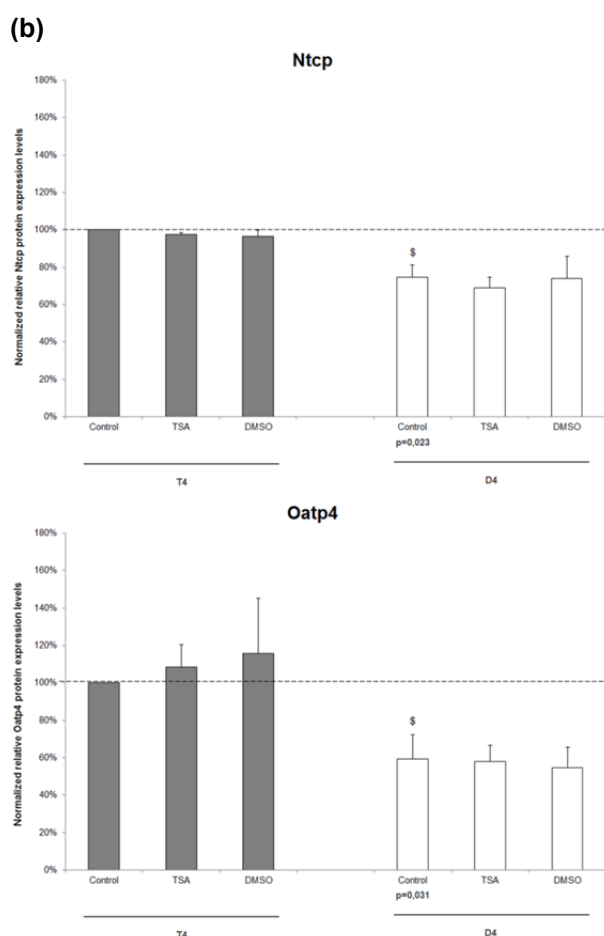 (b)
Ntcp
Normalized relative Ntcp protein expression levels
180%
160%
140%
120%
100%
80%
60%
40%
20%
0%
$
Control TSA DMSO Control TSA DMSO
p=0,023
T4 D4
Oatp4
Normalized relative Oatp4 protein expression levels
180%
160%
140%
120%
100%
80%
60%
40%
20%
0%
$
Control TSA DMSO Control TSA DMSO
p=0,031
T4 D4